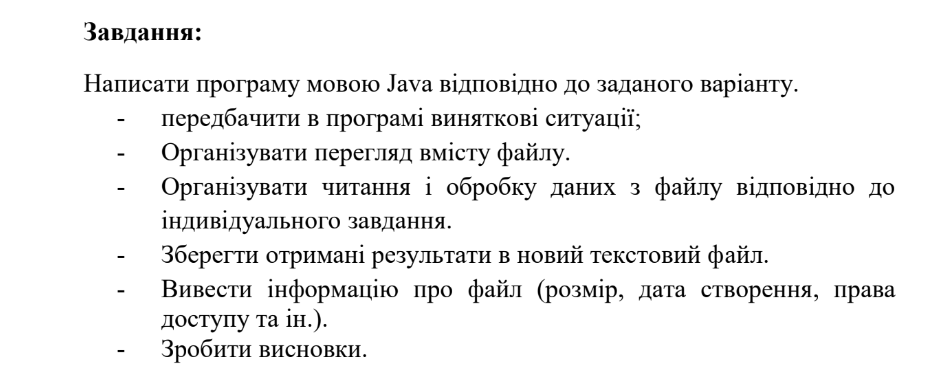 Завдання:
Написати програму мовою Java відповідно до заданого варіанту.
- передбачити в програмі виняткові ситуації;
- Організувати перегляд вмісту файлу.
- Організувати читання і обробку даних з файлу відповідно до
індивідуального завдання.
- Зберегти отримані результати в новий текстовий файл.
- Вивести інформацію про файл (розмір, дата створення, права
доступу та ін.).
- Зробити висновки.